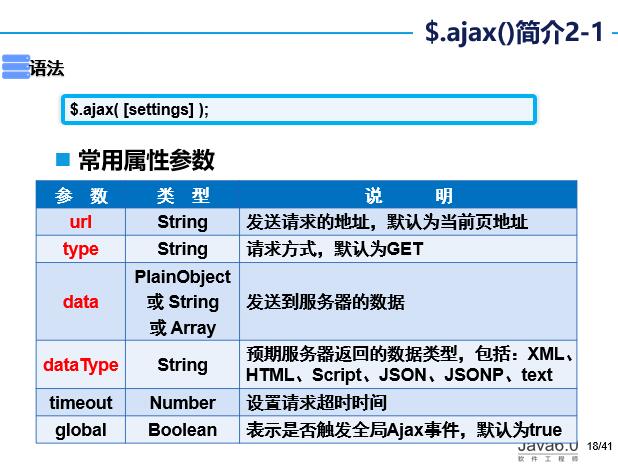 $.ajax()简介2-1
语法
$.ajax( [settings] );
常用属性参数
参 数 类 型 说 明
url String 发送请求的地址，默认为当前页地址
type String 请求方式，默认为GET
data PlainObject
或 String
或 Array 发送到服务器的数据
dataType String 预期服务器返回的数据类型，包括：XML、
HTML、Script、JSON、JSONP、text
timeout Number 设置请求超时时间
global Boolean 表示是否触发全局Ajax事件，默认为true
Java6.0 18/41
软件工程师